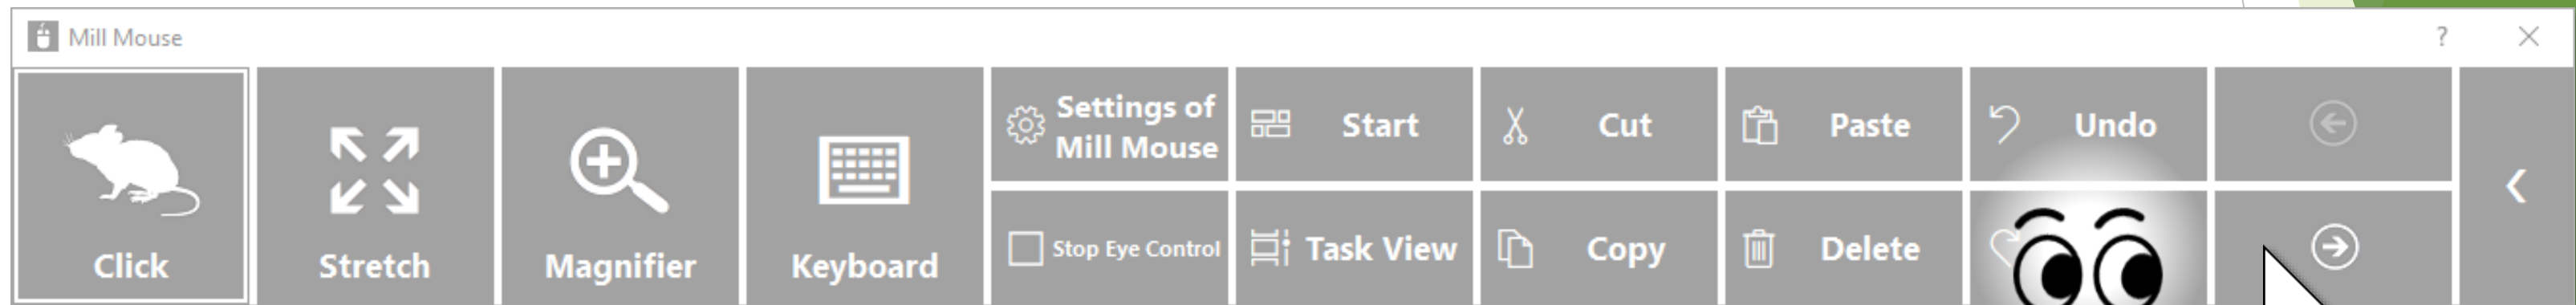 Mill Mouse
?
Click
Stretch
Magnifier
Keyboard
Settings of
Mill Mouse
Stop Eye Control
Start
Task View
Cut
Copy
Paste
Delete
Undo